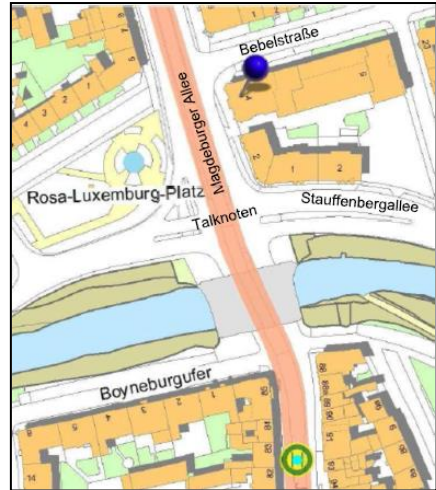 Bebelstraße
Magdeburger Allee
Rosa-Luxemburg-Platz
Stauffenbergallee
Talknoten
Boyneburgufer